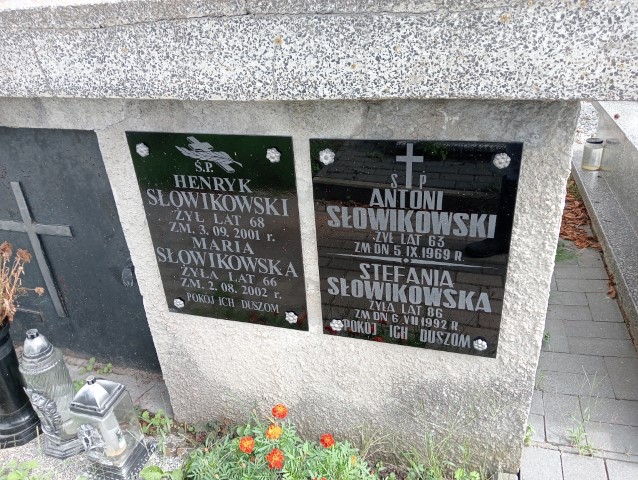 Ś.P.
HENRYK
SŁOWIKOWSKI
ŻYŁ LAT 68
ZM. 3.09.2001 r.
MARIA
SŁOWIKOWSKA
ŻYŁA LAT 66
ZM. 2.08.2002 r.
POKÓJ ICH DUSZOM
Ś P
ANTONI
SŁOWIKOWSKI
ŻYŁ LAT 63
ZM DN 5.IX.1969 R.
STEFANIA
SŁOWIKOWSKA
ŻYŁA LAT 86
ZM DN 6.VII 1992 R
POKÓJ ICH DUSZOM